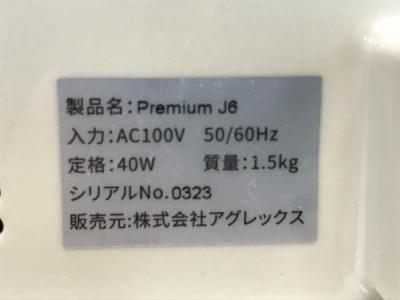 製品名：Premium J6
入力：AC100V 50/60Hz
定格：40W 質量：1.5kg
シリアルNo.0323
販売元：株式会社アグレックス